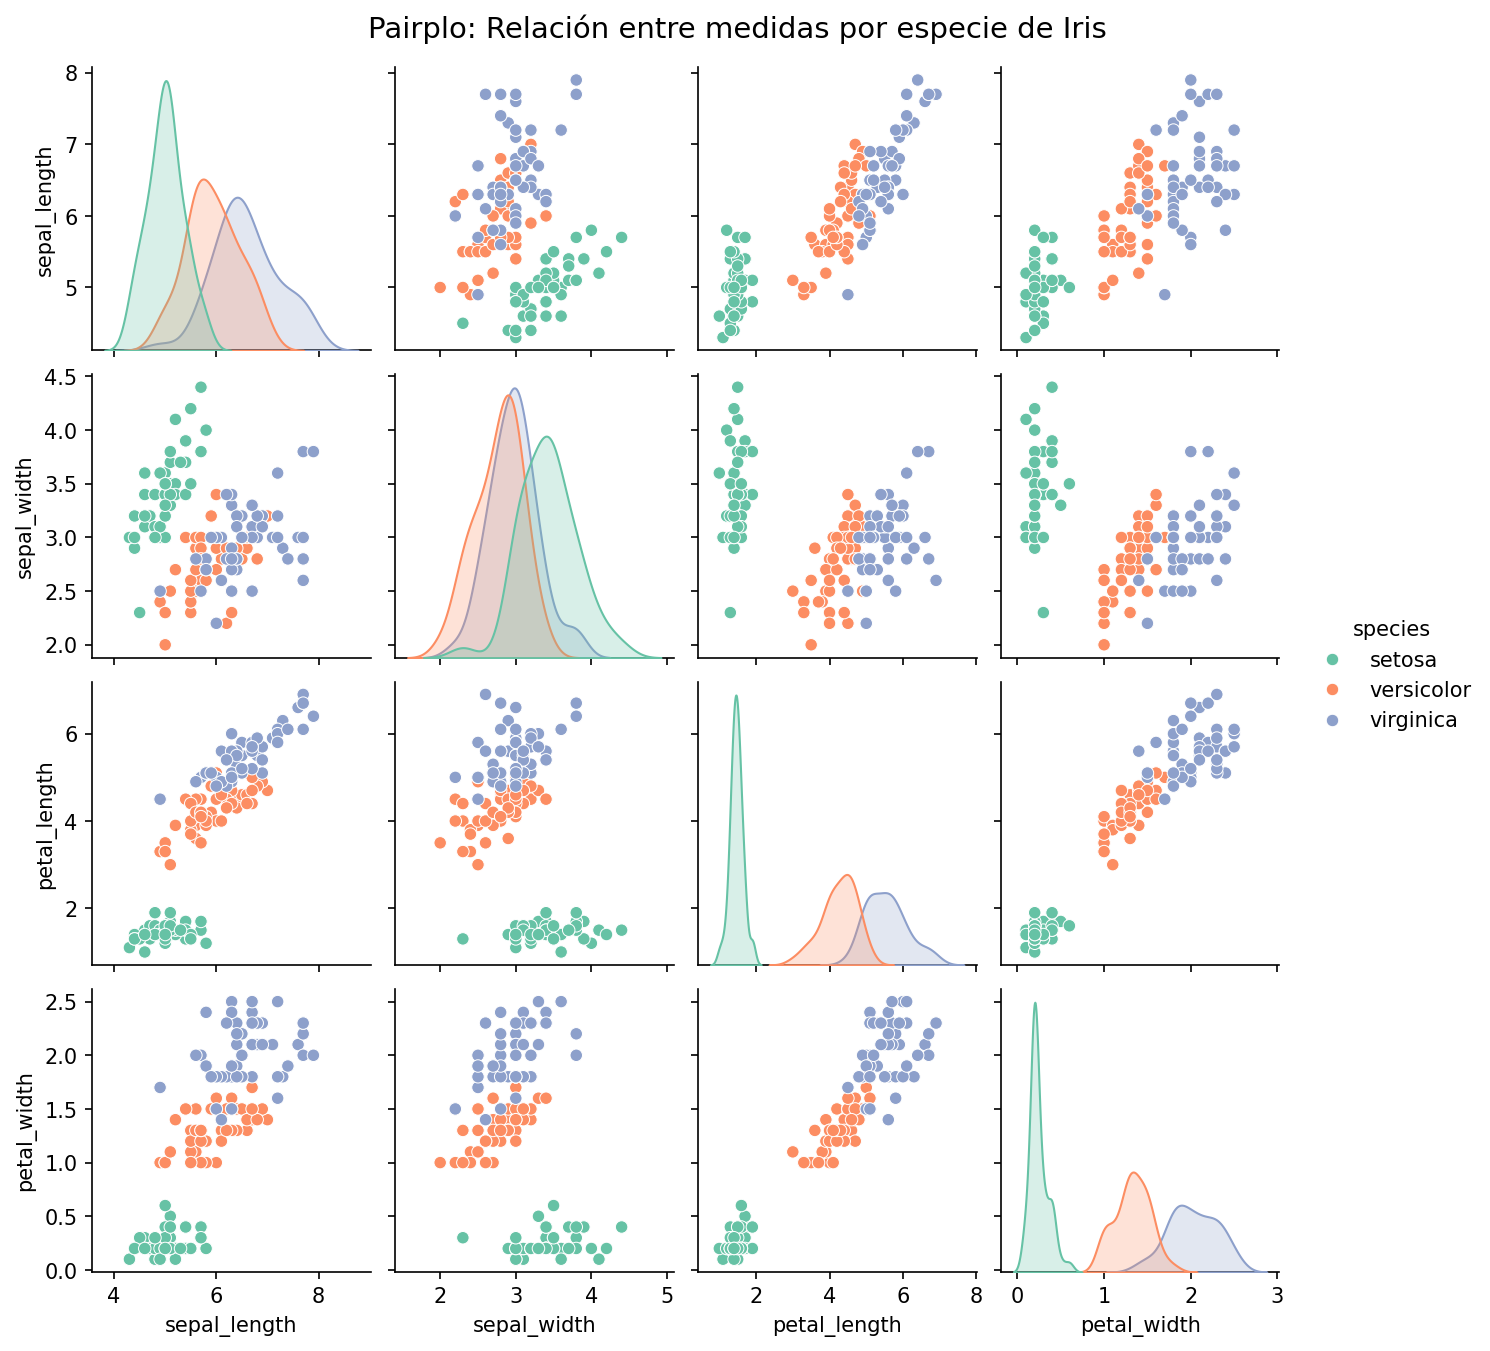 Pairplo: Relación entre medidas por especie de Iris
8
7
6
5
sepal_length
4.5
4.0
3.5
3.0
2.5
2.0
sepal_width
6
4
2
petal_length
2.5
2.0
1.5
1.0
0.5
0.0
petal_width
4 6 8
2 3 4 5
2 4 6 8
0 1 2 3
sepal_length
sepal_width
petal_length
petal_width
species
setosa
versicolor
virginica